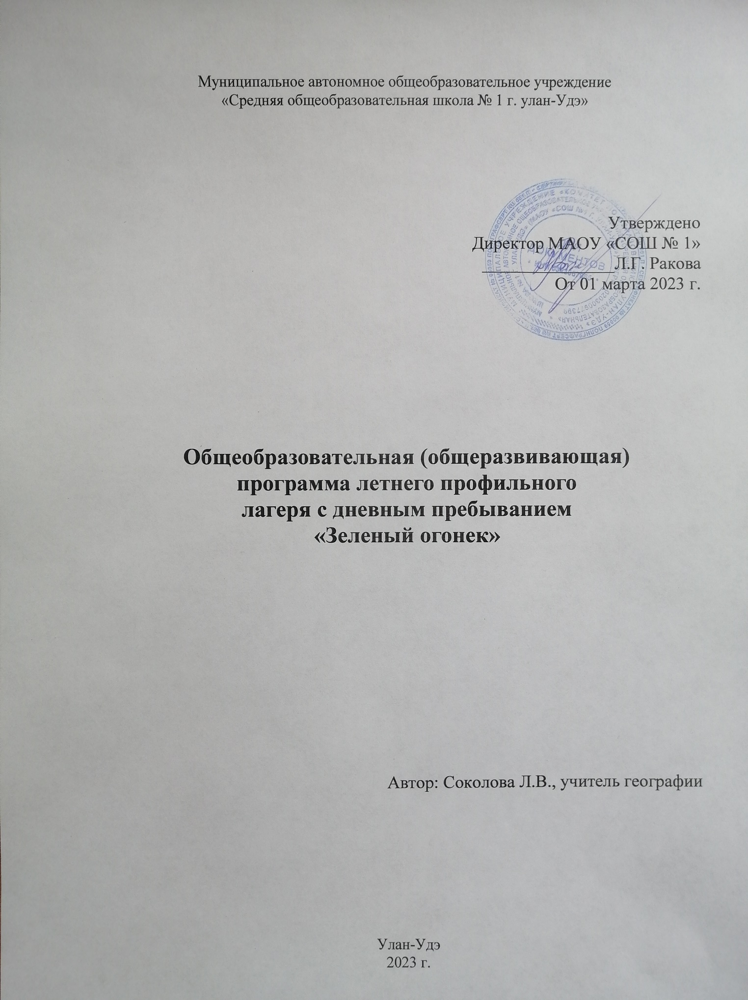 Муниципальное автономное общеобразовательное учреждение
«Средняя общеобразовательная школа № 1 г. улан-Удэ»
Утверждено
Директор МАОУ «СОШ № 1»
Л.Г. Ракова
От 01 марта 2023 г.
ДОКУМЕНТОВ
Общеобразовательная (общеразвивающая)
программа летнего профильного
лагеря с дневным пребыванием
«Зеленый огонек»
Автор: Соколова Л.В., учитель географии
Улан-Удэ
2023 г.